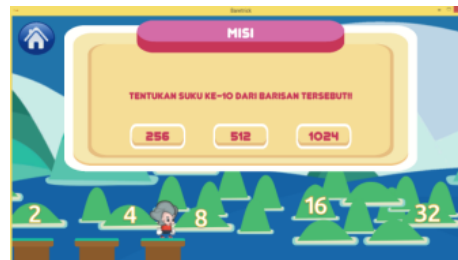 MISI
TENTUKAN SUKU KE-10 DARI BARISAN TERSEBUT!!
256 512 1024
2 4 8 16 32